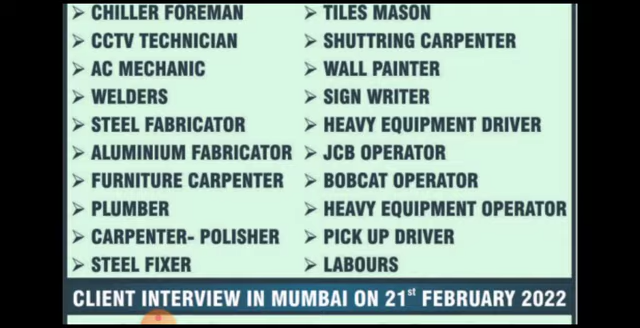 ➢ CHILLER FOREMAN ➢ TILES MASON
➢ CCTV TECHNICIAN ➢ SHUTTRING CARPENTER
➢ AC MECHANIC ➢ WALL PAINTER
➢ WELDERS ➢ SIGN WRITER
➢ STEEL FABRICATOR ➢ HEAVY EQUIPMENT DRIVER
➢ ALUMINIUM FABRICATOR ➢ JCB OPERATOR
➢ FURNITURE CARPENTER ➢ BOBCAT OPERATOR
➢ PLUMBER ➢ HEAVY EQUIPMENT OPERATOR
➢ CARPENTER- POLISHER ➢ PICK UP DRIVER
➢ STEEL FIXER ➢ LABOURS
CLIENT INTERVIEW IN MUMBAI ON 21st FEBRUARY 2022